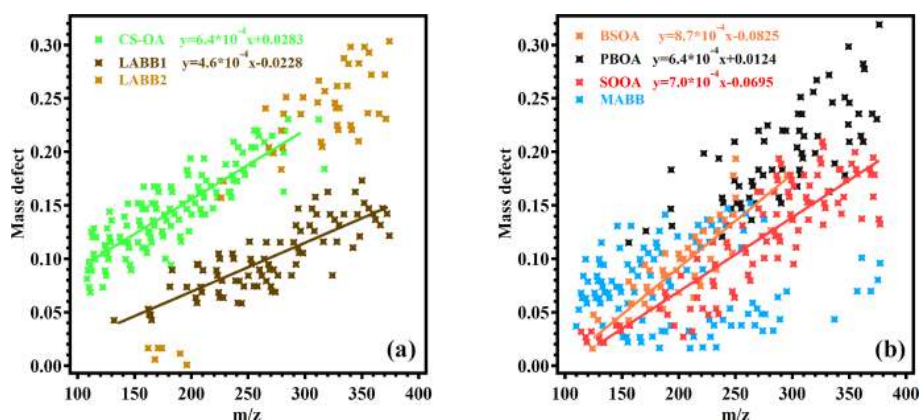 CS-OA y=6.4*10⁻⁴x+0.0283
LABB1 y=4.6*10⁻⁴x-0.0228
LABB2
0.30
0.25
0.20
0.15
0.10
0.05
0.00
Mass defect
100 150 200 250 300 350 400
m/z
(a)
BSOA y=8.7*10⁻⁴x-0.0825
PBOA y=6.4*10⁻⁴x+0.0124
SOOA y=7.0*10⁻⁴x-0.0695
MABB
0.30
0.25
0.20
0.15
0.10
0.05
0.00
Mass defect
100 150 200 250 300 350 400
m/z
(b)